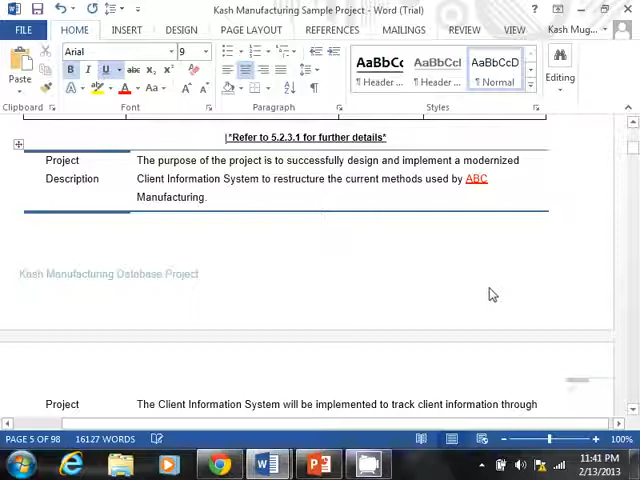 Kash Manufacturing Sample Project - Word (Trial)
FILE HOME INSERT DESIGN PAGE LAYOUT REFERENCES MAILINGS REVIEW VIEW Kash Mug...
Paste
Arial 9
B I U abc x₂ x²
AaBbCc AaBbCcI AaBbCcD
¶ Header... ¶ Header... ¶ Normal
Editing
Clipboard Font Paragraph Styles
*Refer to 5.2.3.1 for further details*
Project The purpose of the project is to successfully design and implement a modernized
Description Client Information System to restructure the current methods used by ABC
Manufacturing.
Kash Manufacturing Database Project
Project The Client Information System will be implemented to track client information through
PAGE 5 OF 98 16127 WORDS 100%
11:41 PM
2/13/2013